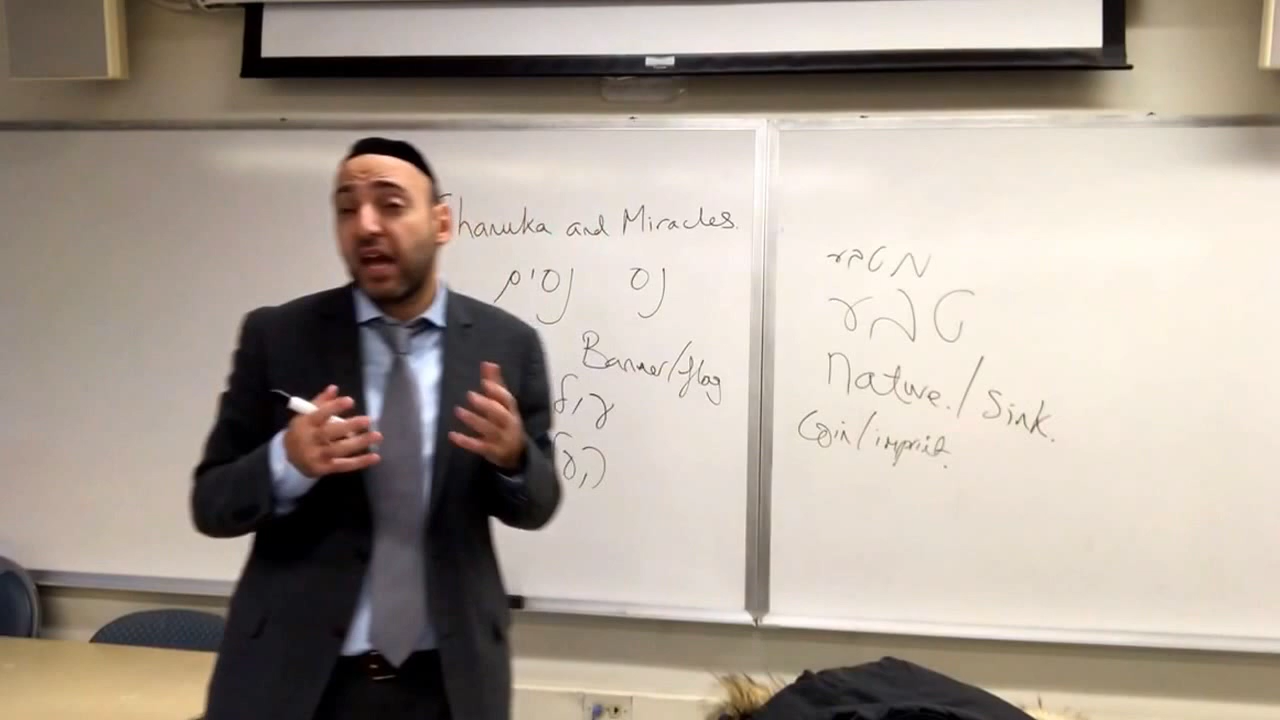 Chanuka and Miracles.
נס נסים
Banner/flag
מטבע
טבע
Nature./Sink.
Coin/imprint.